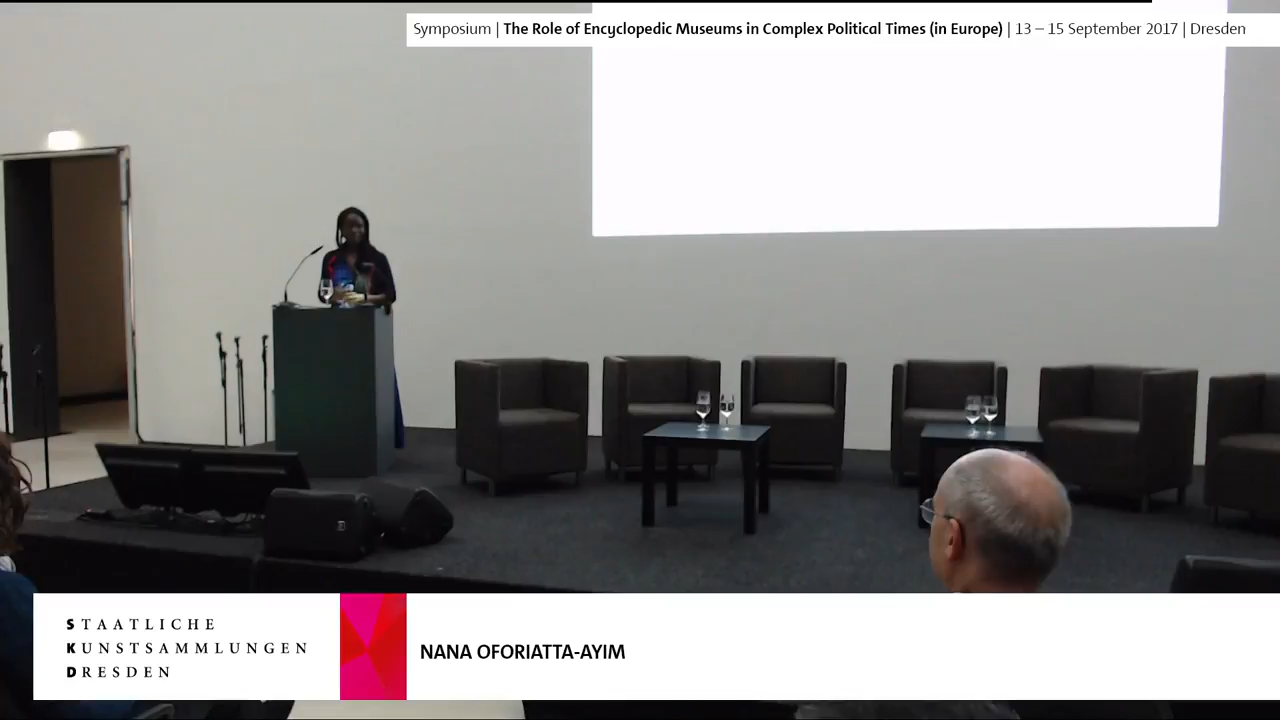 Symposium | The Role of Encyclopedic Museums in Complex Political Times (in Europe) | 13 – 15 September 2017 | Dresden
STAATLICHE
KUNSTSAMMLUNGEN
DRESDEN
NANA OFORIATTA-AYIM